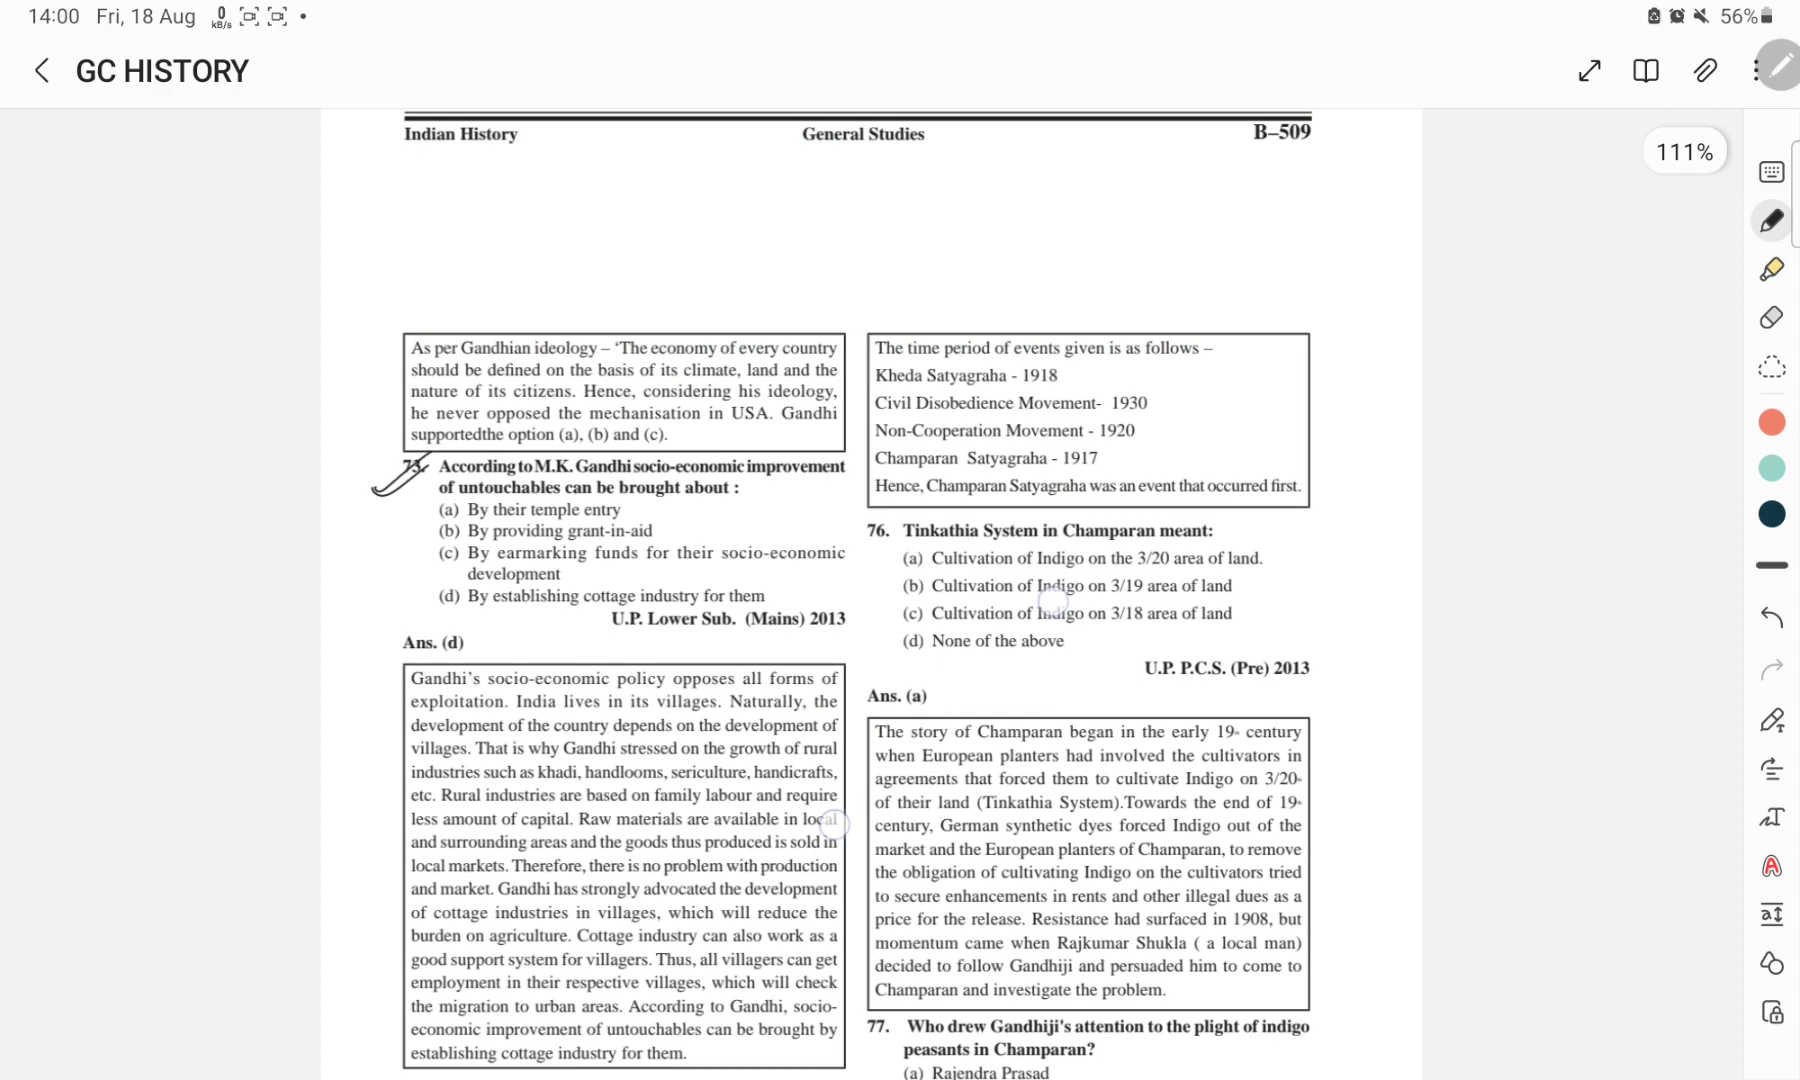 14:00 Fri, 18 Aug 0 kB/s 56%
GC HISTORY
111%
Indian History General Studies B–509
As per Gandhian ideology – ‘The economy of every country
should be defined on the basis of its climate, land and the
nature of its citizens. Hence, considering his ideology,
he never opposed the mechanisation in USA. Gandhi
supportedthe option (a), (b) and (c).
73. According to M.K. Gandhi socio-economic improvement
of untouchables can be brought about :
(a) By their temple entry
(b) By providing grant-in-aid
(c) By earmarking funds for their socio-economic
development
(d) By establishing cottage industry for them
U.P. Lower Sub. (Mains) 2013
Ans. (d)
Gandhi’s socio-economic policy opposes all forms of
exploitation. India lives in its villages. Naturally, the
development of the country depends on the development of
villages. That is why Gandhi stressed on the growth of rural
industries such as khadi, handlooms, sericulture, handicrafts,
etc. Rural industries are based on family labour and require
less amount of capital. Raw materials are available in local
and surrounding areas and the goods thus produced is sold in
local markets. Therefore, there is no problem with production
and market. Gandhi has strongly advocated the development
of cottage industries in villages, which will reduce the
burden on agriculture. Cottage industry can also work as a
good support system for villagers. Thus, all villagers can get
employment in their respective villages, which will check
the migration to urban areas. According to Gandhi, socio-
economic improvement of untouchables can be brought by
establishing cottage industry for them.
The time period of events given is as follows –
Kheda Satyagraha - 1918
Civil Disobedience Movement- 1930
Non-Cooperation Movement - 1920
Champaran Satyagraha - 1917
Hence, Champaran Satyagraha was an event that occurred first.
76. Tinkathia System in Champaran meant:
(a) Cultivation of Indigo on the 3/20 area of land.
(b) Cultivation of Indigo on 3/19 area of land
(c) Cultivation of Indigo on 3/18 area of land
(d) None of the above
U.P. P.C.S. (Pre) 2013
Ans. (a)
The story of Champaran began in the early 19th century
when European planters had involved the cultivators in
agreements that forced them to cultivate Indigo on 3/20th
of their land (Tinkathia System).Towards the end of 19th
century, German synthetic dyes forced Indigo out of the
market and the European planters of Champaran, to remove
the obligation of cultivating Indigo on the cultivators tried
to secure enhancements in rents and other illegal dues as a
price for the release. Resistance had surfaced in 1908, but
momentum came when Rajkumar Shukla ( a local man)
decided to follow Gandhiji and persuaded him to come to
Champaran and investigate the problem.
77. Who drew Gandhiji's attention to the plight of indigo
peasants in Champaran?
(a) Rajendra Prasad